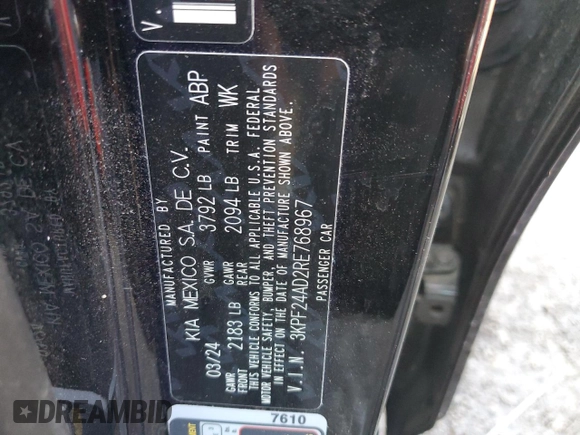 V.
MANUFACTURED BY
KIA MEXICO S.A. DE C.V.
03/24 GVWR 3792 LB PAINT ABP
GAWR FRONT 2183 LB GAWR REAR 2094 LB TRIM WK
THIS VEHICLE CONFORMS TO ALL APPLICABLE U.S.A. FEDERAL
MOTOR VEHICLE SAFETY, BUMPER, AND THEFT PREVENTION STANDARDS
IN EFFECT ON THE DATE OF MANUFACTURE SHOWN ABOVE.
V.I.N. 3KPF24AD2RE768967
PASSENGER CAR
7610
DREAMBID